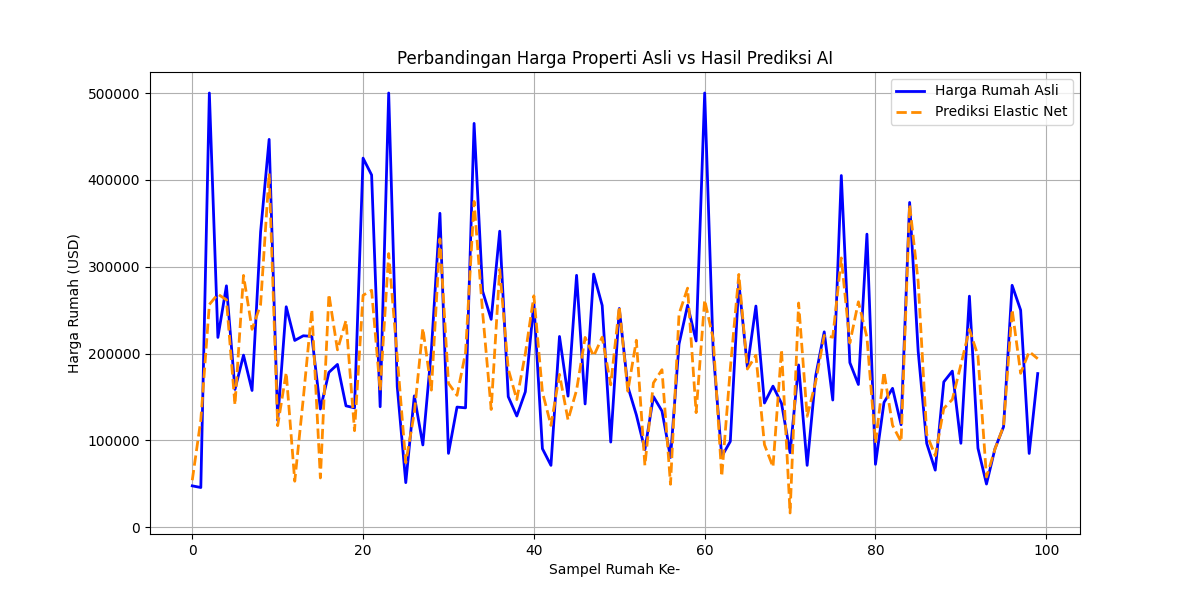 Perbandingan Harga Properti Asli vs Hasil Prediksi AI
Harga Rumah Asli
Prediksi Elastic Net
Harga Rumah (USD)
500000
400000
300000
200000
100000
0
0 20 40 60 80 100
Sampel Rumah Ke-